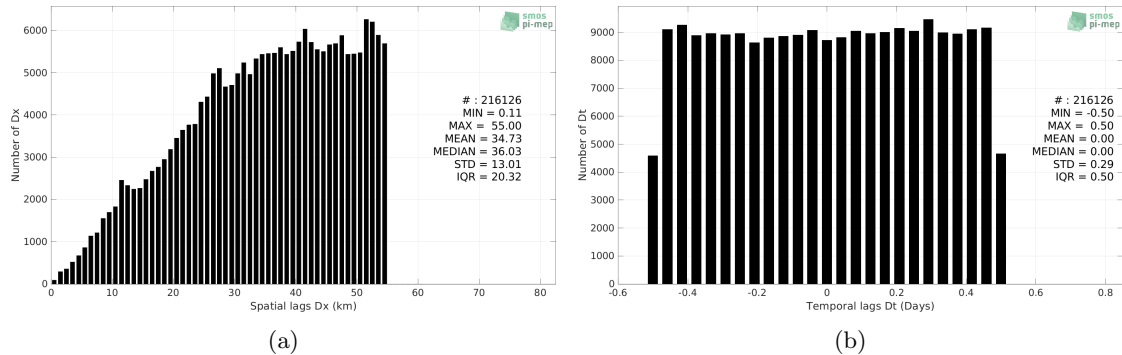 smos
pi-mep
6000
5000
4000
3000
2000
1000
0
Number of Dx
# : 216126
MIN = 0.11
MAX = 55.00
MEAN = 34.73
MEDIAN = 36.03
STD = 13.01
IQR = 20.32
0 10 20 30 40 50 60 70 80
Spatial lags Dx (km)
(a)
smos
pi-mep
9000
8000
7000
6000
5000
4000
3000
2000
1000
0
Number of Dt
# : 216126
MIN = -0.50
MAX = 0.50
MEAN = 0.00
MEDIAN = 0.00
STD = 0.29
IQR = 0.50
-0.6 -0.4 -0.2 0 0.2 0.4 0.6 0.8
Temporal lags Dt (Days)
(b)